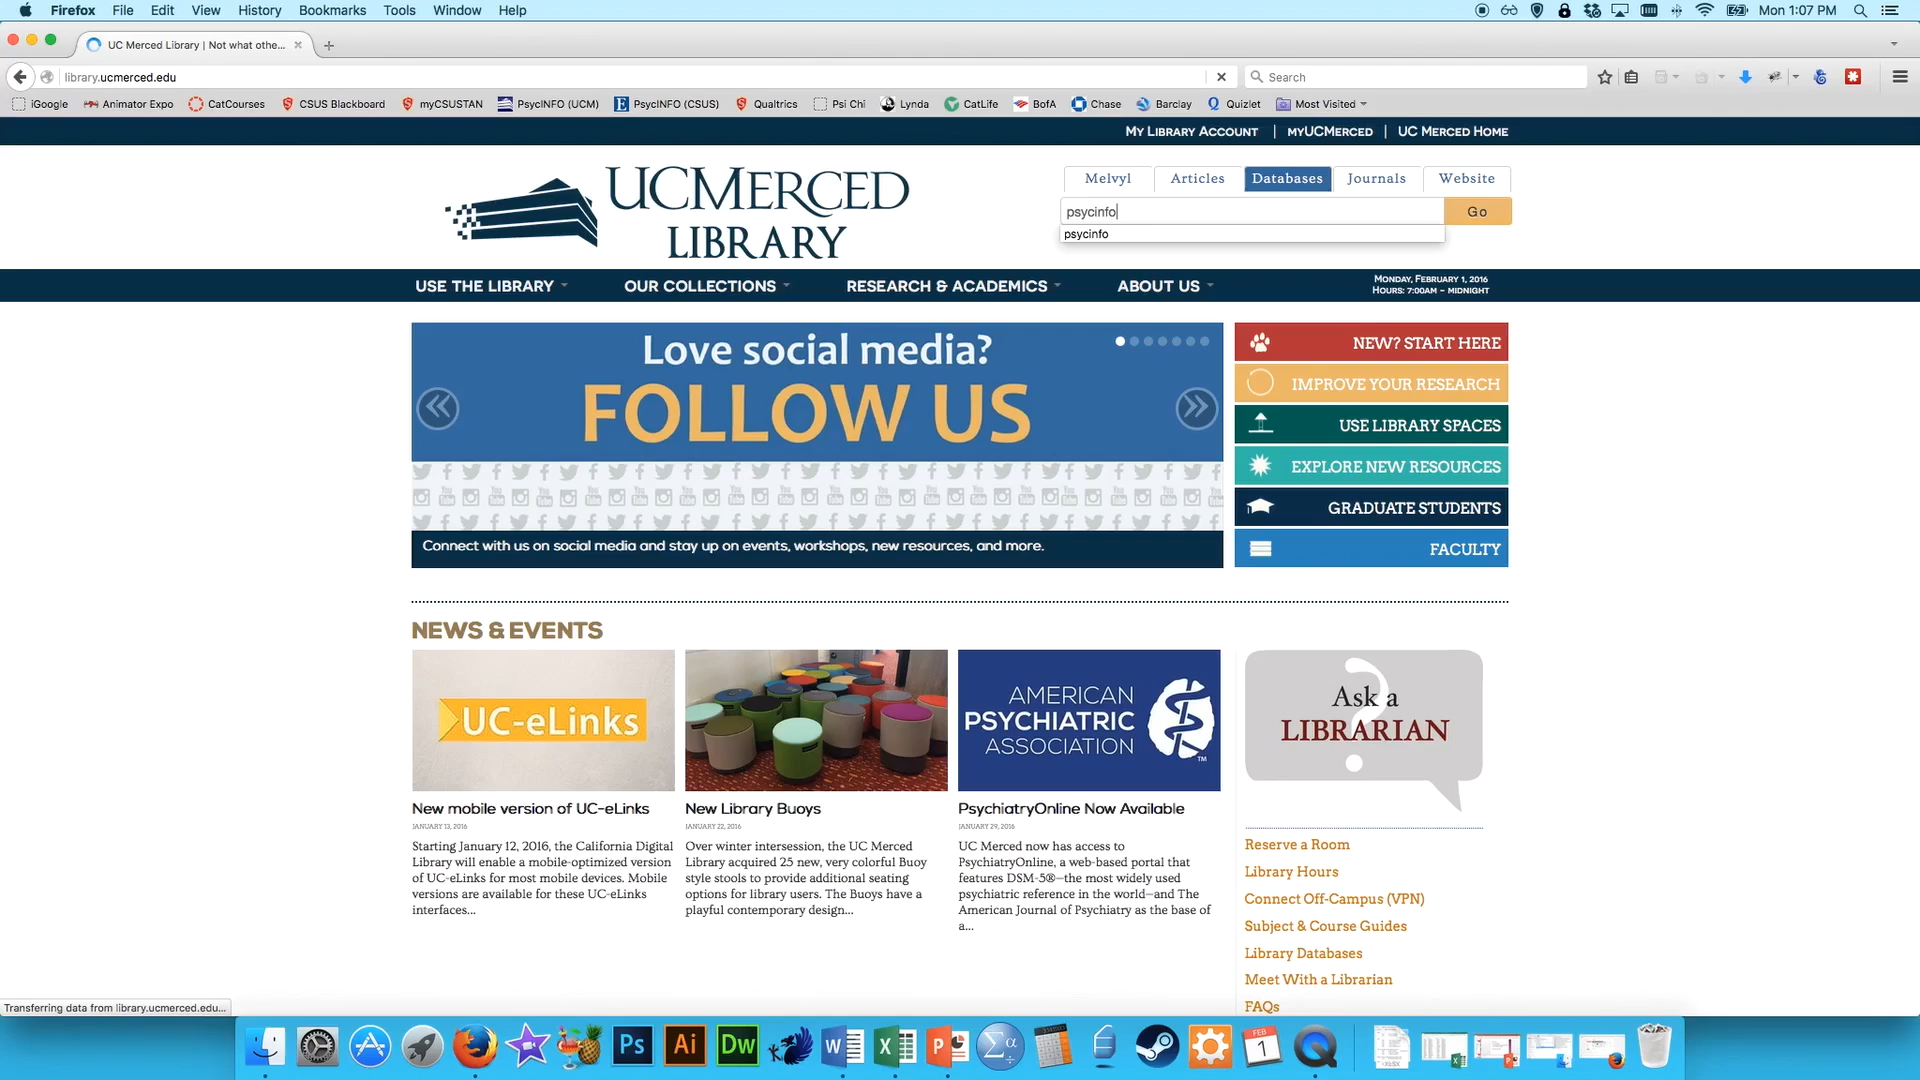 Firefox File Edit View History Bookmarks Tools Window Help
Mon 1:07 PM
UC Merced Library | Not what othe...
library.ucmerced.edu
Search
iGoogle Animator Expo CatCourses CSUS Blackboard myCSUSTAN PsycINFO (UCM) PsycINFO (CSUS) Qualtrics Psi Chi Lynda CatLife BofA Chase Barclay Quizlet Most Visited
My Library Account | myUCMerced | UC Merced Home
UCMERCED
LIBRARY
Melvyl Articles Databases Journals Website
psycinfo Go
psycinfo
USE THE LIBRARY OUR COLLECTIONS RESEARCH & ACADEMICS ABOUT US
Monday, February 1, 2016
Hours: 7:00am – midnight
Love social media?
FOLLOW US
Connect with us on social media and stay up on events, workshops, new resources, and more.
NEW? START HERE
IMPROVE YOUR RESEARCH
USE LIBRARY SPACES
EXPLORE NEW RESOURCES
GRADUATE STUDENTS
FACULTY
NEWS & EVENTS
UC-eLinks
New mobile version of UC-eLinks
JANUARY 13, 2016
Starting January 12, 2016, the California Digital
Library will enable a mobile-optimized version
of UC-eLinks for most mobile devices. Mobile
versions are available for these UC-eLinks
interfaces...
New Library Buoys
JANUARY 22, 2016
Over winter intersession, the UC Merced
Library acquired 25 new, very colorful Buoy
style stools to provide additional seating
options for library users. The Buoys have a
playful contemporary design...
AMERICAN
PSYCHIATRIC
ASSOCIATION
TM
PsychiatryOnline Now Available
JANUARY 29, 2016
UC Merced now has access to
PsychiatryOnline, a web-based portal that
features DSM-5®—the most widely used
psychiatric reference in the world—and The
American Journal of Psychiatry as the base of
a...
Ask a
LIBRARIAN
Reserve a Room
Library Hours
Connect Off-Campus (VPN)
Subject & Course Guides
Library Databases
Meet With a Librarian
FAQs
Transferring data from library.ucmerced.edu...
Ps Ai Dw
FEB
1